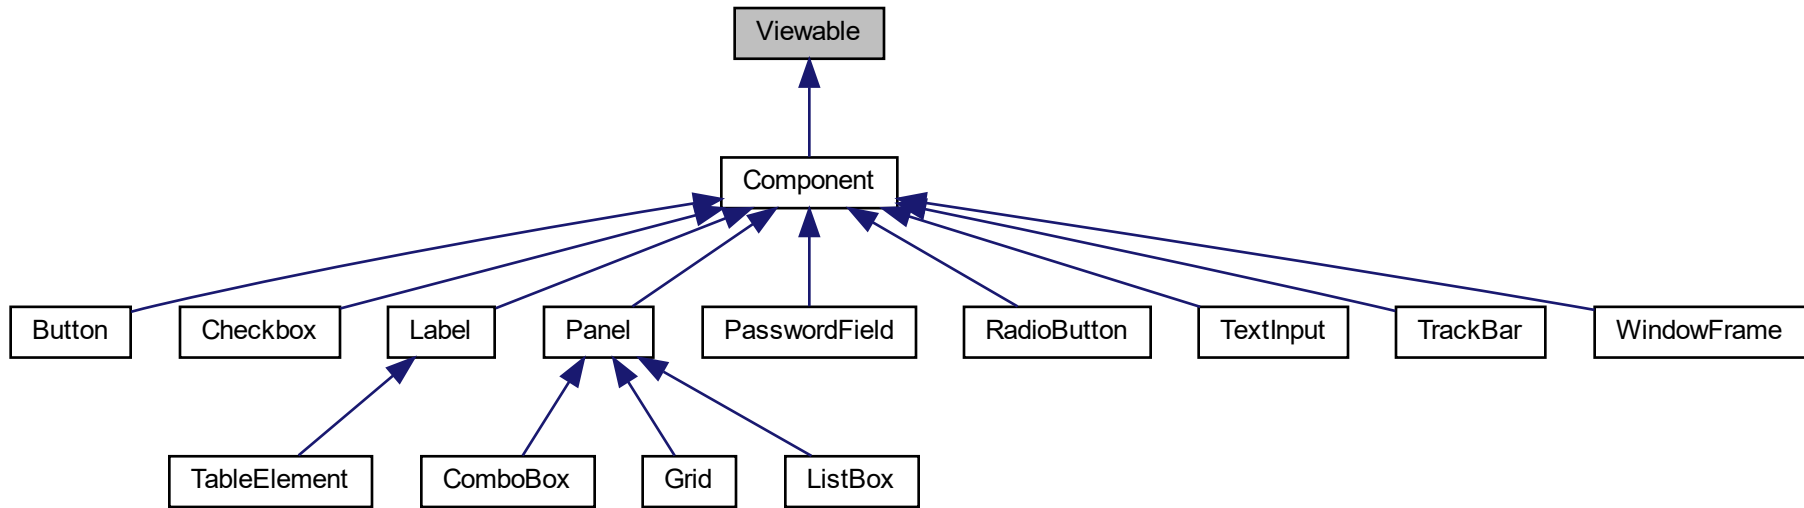 Viewable
Component
Button
Checkbox
Label
Panel
PasswordField
RadioButton
TextInput
TrackBar
WindowFrame
TableElement
ComboBox
Grid
ListBox